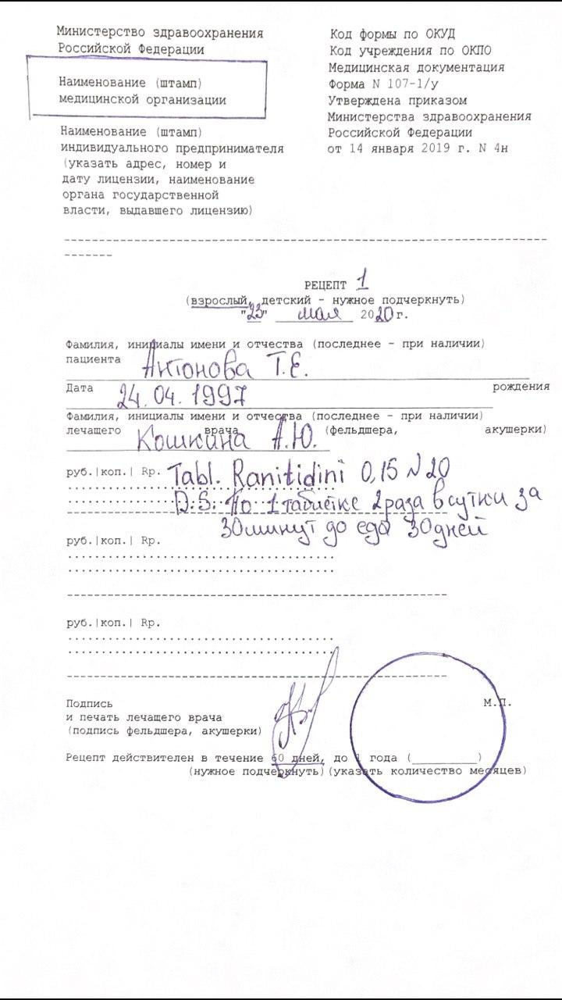 Министерство здравоохранения
Российской Федерации
Наименование (штамп)
медицинской организации
Наименование (штамп)
индивидуального предпринимателя
(указать адрес, номер и
дату лицензии, наименование
органа государственной
власти, выдавшего лицензию)
Код формы по ОКУД
Код учреждения по ОКПО
Медицинская документация
Форма N 107-1/у
Утверждена приказом
Министерства здравоохранения
Российской Федерации
от 14 января 2019 г. N 4н
РЕЦЕПТ 1
(взрослый, детский - нужное подчеркнуть)
"23" мая 2020 г.
Фамилия, инициалы имени и отчества (последнее - при наличии)
пациента Антонова Т.Е.
Дата 24.04.1997 рождения
Фамилия, инициалы имени и отчества (последнее - при наличии)
лечащего врача (фельдшера, акушерки)
Кошкина А.Ю.
руб.|коп.| Rp. Tabl. Ranitidini 0,15 N 20
D.S. По 1 таблетке 2 раза в сутки за
30 минут до еды 30 дней
руб.|коп.| Rp.
руб.|коп.| Rp.
Подпись М.П.
и печать лечащего врача
(подпись фельдшера, акушерки)
Рецепт действителен в течение 60 дней, до 1 года (__________)
(нужное подчеркнуть) (указать количество месяцев)